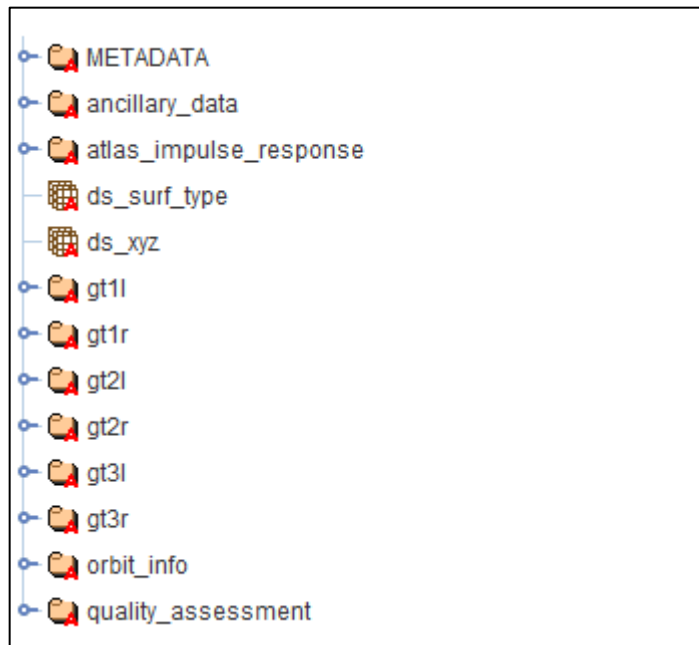 METADATA
ancillary_data
atlas_impulse_response
ds_surf_type
ds_xyz
gt1l
gt1r
gt2l
gt2r
gt3l
gt3r
orbit_info
quality_assessment